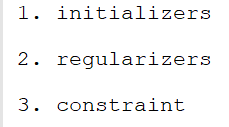 1. initializers
2. regularizers
3. constraint